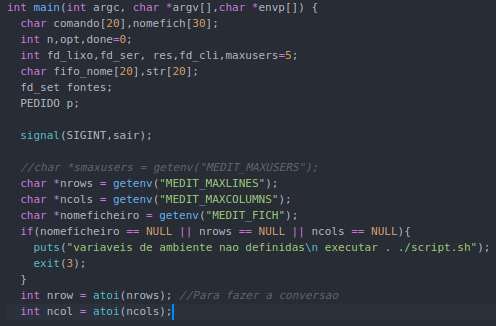 int main(int argc, char *argv[],char *envp[]) {
char comando[20],nomefich[30];
int n,opt,done=0;
int fd_lixo,fd_ser, res,fd_cli,maxusers=5;
char fifo_nome[20],str[20];
fd_set fontes;
PEDIDO p;
signal(SIGINT,sair);
//char *smaxusers = getenv("MEDIT_MAXUSERS");
char *nrows = getenv("MEDIT_MAXLINES");
char *ncols = getenv("MEDIT_MAXCOLUMNS");
char *nomeficheiro = getenv("MEDIT_FICH");
if(nomeficheiro == NULL || nrows == NULL || ncols == NULL){
puts("variaveis de ambiente nao definidas\n executar . ./script.sh");
exit(3);
}
int nrow = atoi(nrows); //Para fazer a conversao
int ncol = atoi(ncols);